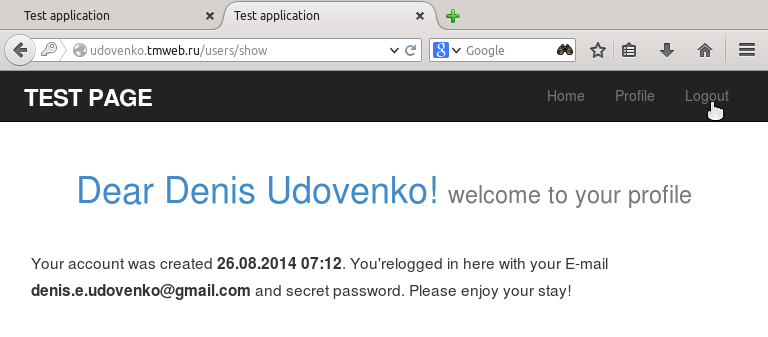 Test application
Test application
udovenko.tmweb.ru/users/show
8
Google
TEST PAGE
Home
Profile
Logout
Dear Denis Udovenko! welcome to your profile
Your account was created 26.08.2014 07:12. You'relogged in here with your E-mail
denis.e.udovenko@gmail.com and secret password. Please enjoy your stay!